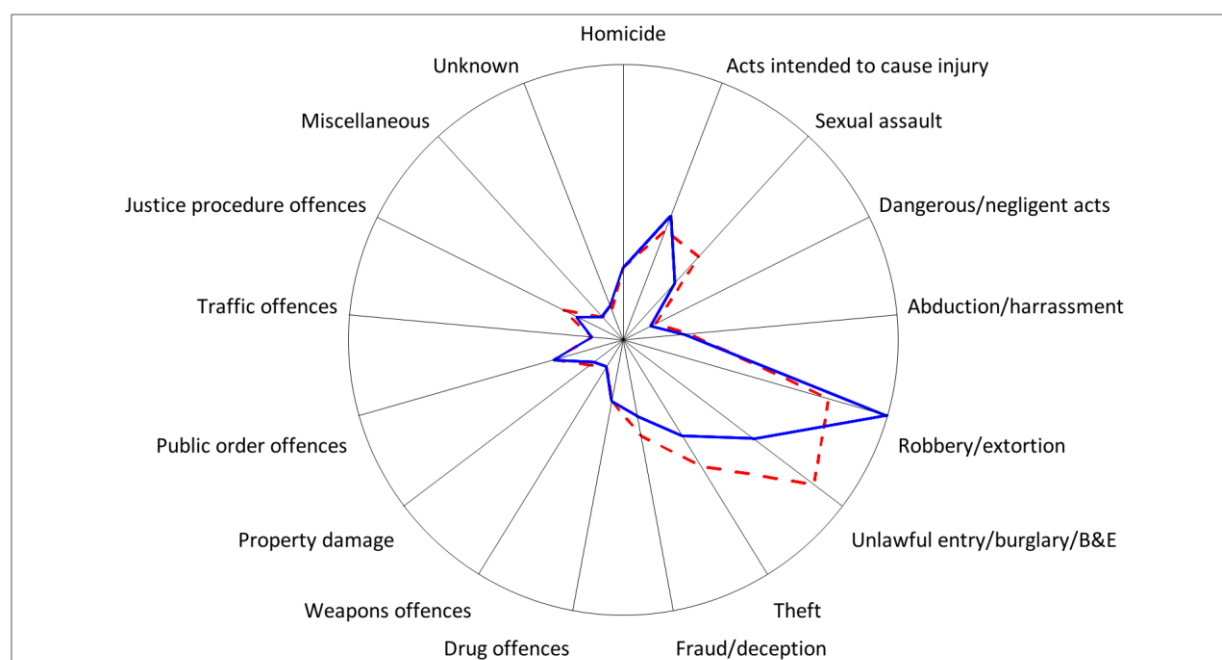 Homicide
Unknown
Acts intended to cause injury
Miscellaneous
Sexual assault
Justice procedure offences
Dangerous/negligent acts
Traffic offences
Abduction/harrassment
Public order offences
Robbery/extortion
Property damage
Unlawful entry/burglary/B&E
Weapons offences
Theft
Drug offences
Fraud/deception